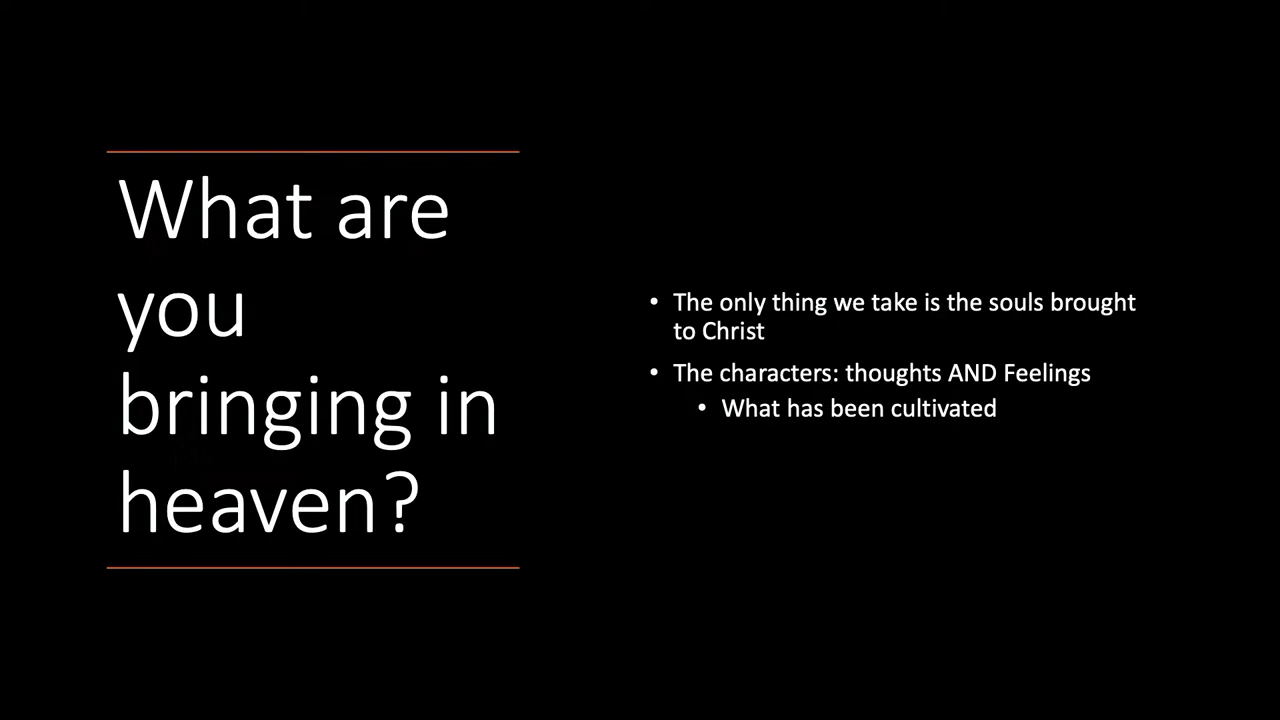 What are
you
bringing in
heaven?
• The only thing we take is the souls brought
to Christ
• The characters: thoughts AND Feelings
• What has been cultivated